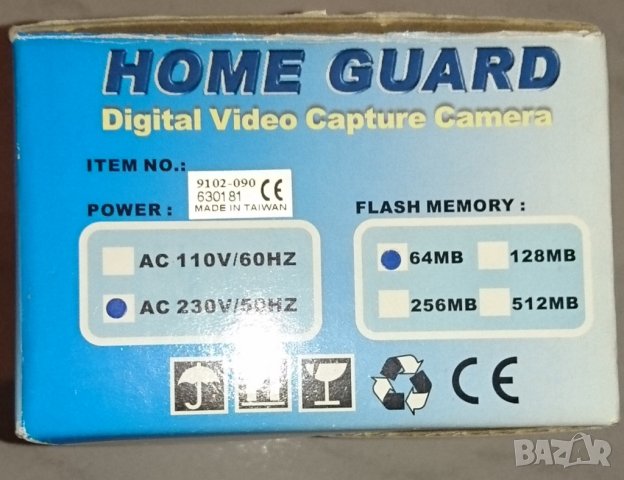 HOME GUARD
Digital Video Capture Camera
ITEM NO.:
9102-090
630181 CE
MADE IN TAIWAN
POWER :
AC 110V/60HZ
AC 230V/50HZ
FLASH MEMORY :
64MB 128MB
256MB 512MB
CE
BAZAR